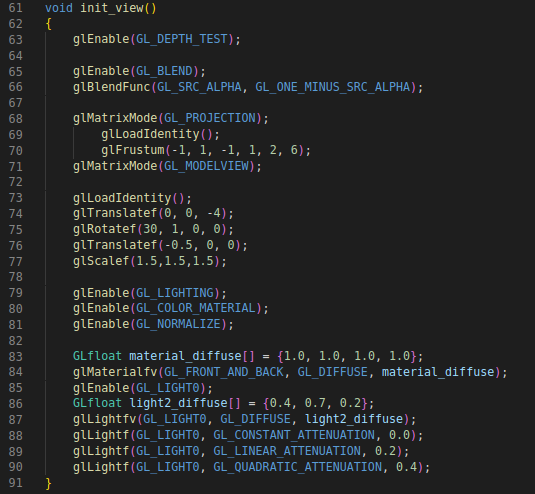 61 void init_view()
62 {
63     glEnable(GL_DEPTH_TEST);
64
65     glEnable(GL_BLEND);
66     glBlendFunc(GL_SRC_ALPHA, GL_ONE_MINUS_SRC_ALPHA);
67
68     glMatrixMode(GL_PROJECTION);
69         glLoadIdentity();
70         glFrustum(-1, 1, -1, 1, 2, 6);
71     glMatrixMode(GL_MODELVIEW);
72
73     glLoadIdentity();
74     glTranslatef(0, 0, -4);
75     glRotatef(30, 1, 0, 0);
76     glTranslatef(-0.5, 0, 0);
77     glScalef(1.5,1.5,1.5);
78
79     glEnable(GL_LIGHTING);
80     glEnable(GL_COLOR_MATERIAL);
81     glEnable(GL_NORMALIZE);
82
83     GLfloat material_diffuse[] = {1.0, 1.0, 1.0, 1.0};
84     glMaterialfv(GL_FRONT_AND_BACK, GL_DIFFUSE, material_diffuse);
85     glEnable(GL_LIGHT0);
86     GLfloat light2_diffuse[] = {0.4, 0.7, 0.2};
87     glLightfv(GL_LIGHT0, GL_DIFFUSE, light2_diffuse);
88     glLightf(GL_LIGHT0, GL_CONSTANT_ATTENUATION, 0.0);
89     glLightf(GL_LIGHT0, GL_LINEAR_ATTENUATION, 0.2);
90     glLightf(GL_LIGHT0, GL_QUADRATIC_ATTENUATION, 0.4);
91 }